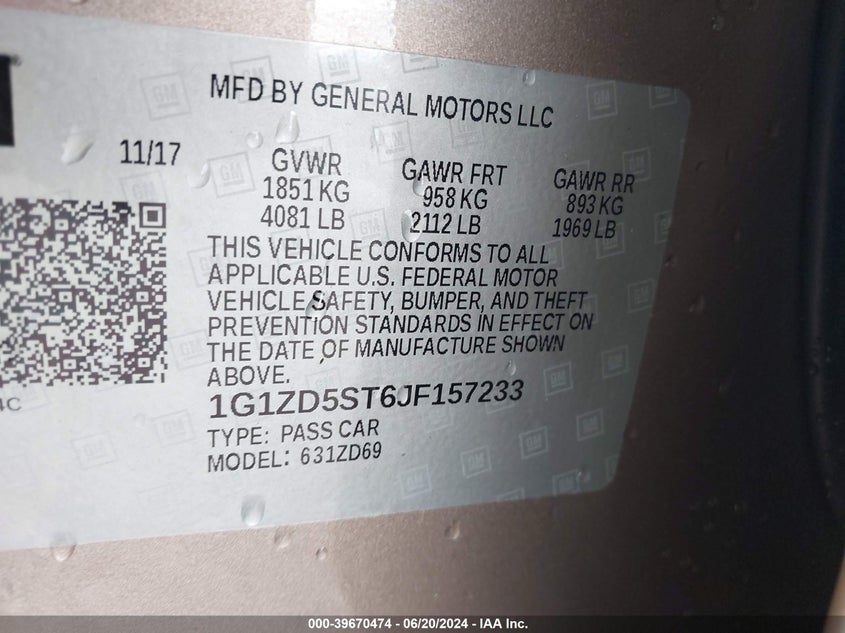 MFD BY GENERAL MOTORS LLC
11/17
GVWR GAWR FRT GAWR RR
1851 KG 958 KG 893 KG
4081 LB 2112 LB 1969 LB
THIS VEHICLE CONFORMS TO ALL
APPLICABLE U.S. FEDERAL MOTOR
VEHICLE SAFETY, BUMPER, AND THEFT
PREVENTION STANDARDS IN EFFECT ON
THE DATE OF MANUFACTURE SHOWN
ABOVE.
1G1ZD5ST6JF157233
TYPE: PASS CAR
MODEL: 631ZD69
000-39670474 / 06/20/2024 - IAA Inc.